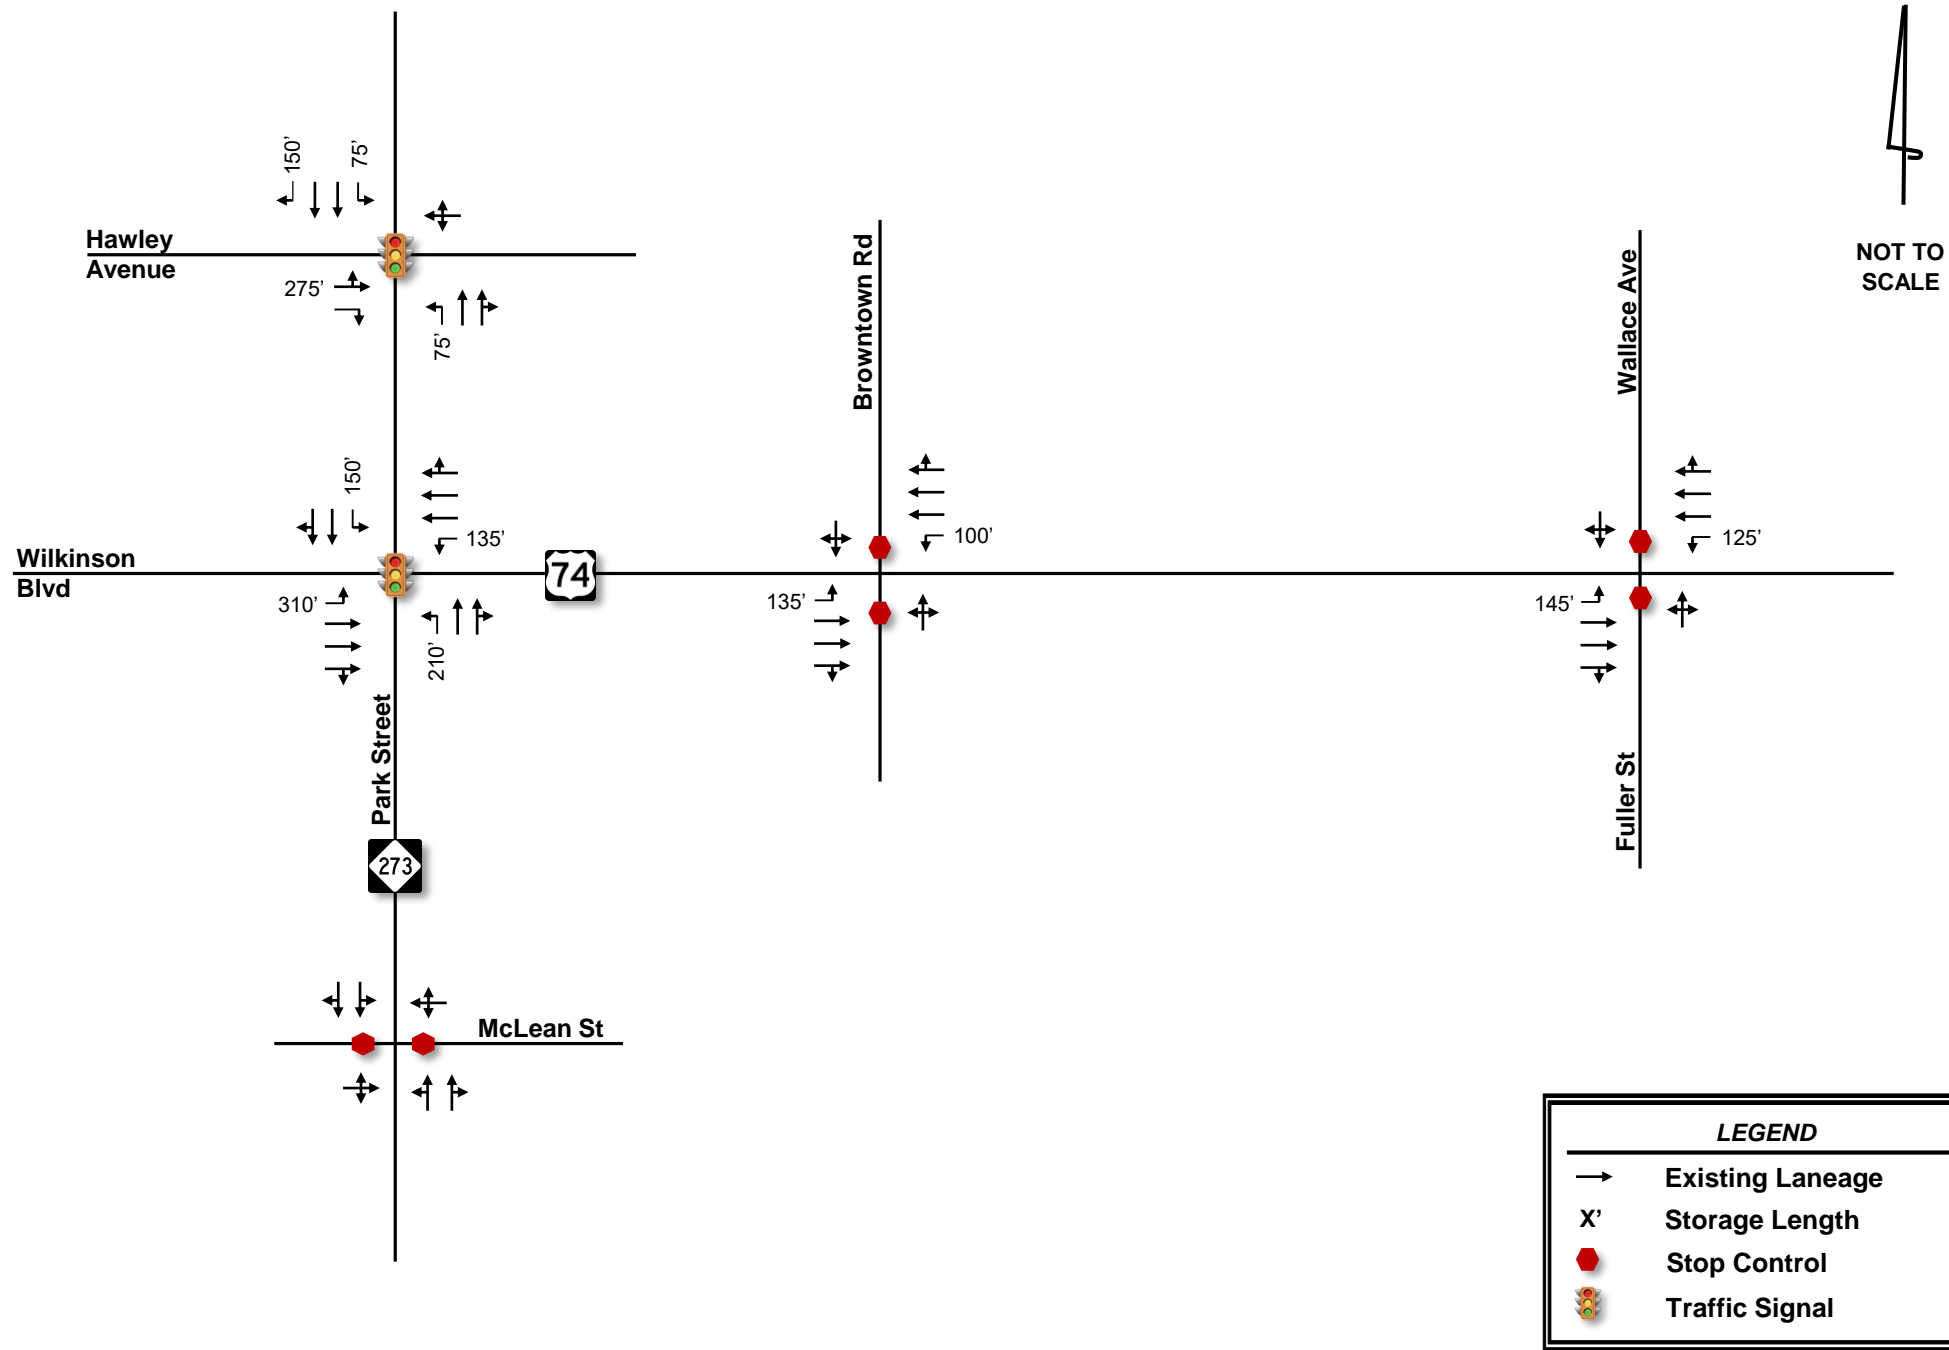 150’
75’
Hawley
Avenue
275’
75’
Browntown Rd
Wallace Ave
NOT TO
SCALE
150’
135’
100’
125’
Wilkinson
Blvd
74
310’
210’
135’
145’
Park Street
Fuller St
273
McLean St
LEGEND
Existing Laneage
X’ Storage Length
Stop Control
Traffic Signal